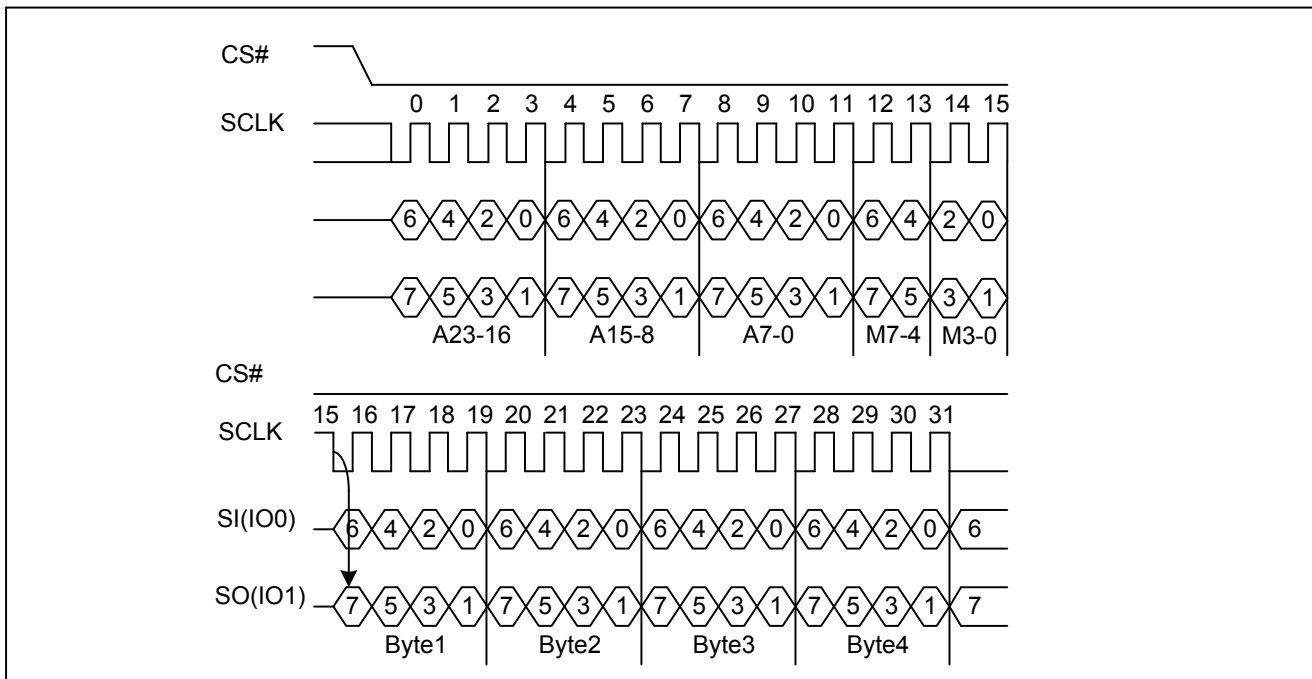 CS#
0 1 2 3 4 5 6 7 8 9 10 11 12 13 14 15
SCLK
6 4 2 0 6 4 2 0 6 4 2 0 6 4 2 0
7 5 3 1 7 5 3 1 7 5 3 1 7 5 3 1
A23-16 A15-8 A7-0 M7-4 M3-0
CS#
15 16 17 18 19 20 21 22 23 24 25 26 27 28 29 30 31
SCLK
SI(IO0) 6 4 2 0 6 4 2 0 6 4 2 0 6 4 2 0 6
SO(IO1) 7 5 3 1 7 5 3 1 7 5 3 1 7 5 3 1 7
Byte1 Byte2 Byte3 Byte4